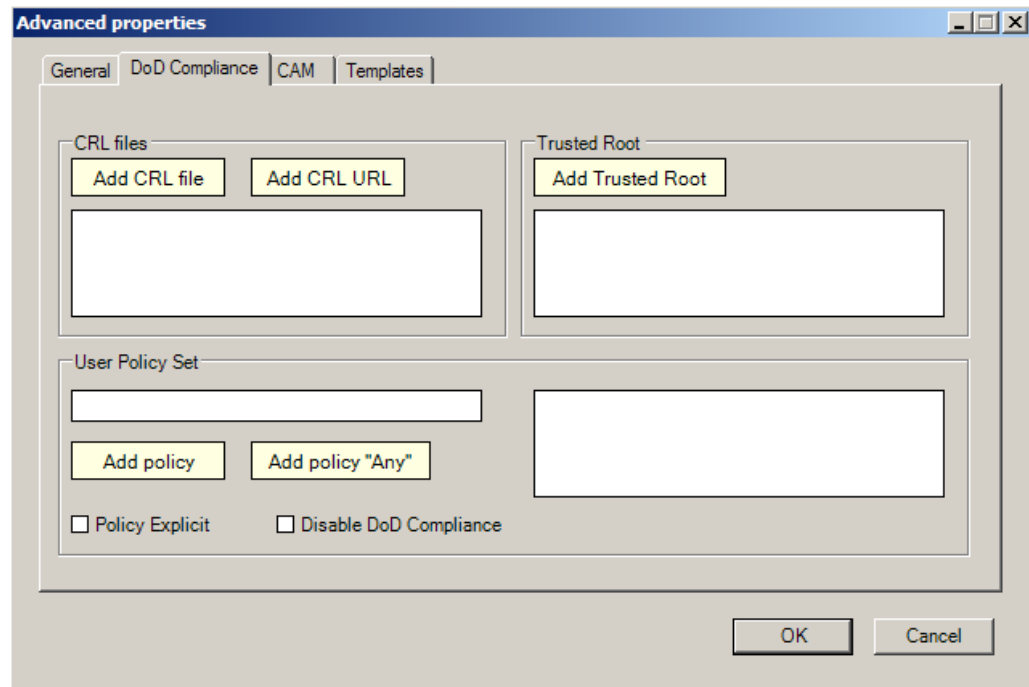 Advanced properties
General DoD Compliance CAM Templates
CRL files
Add CRL file Add CRL URL
Trusted Root
Add Trusted Root
User Policy Set
Add policy Add policy "Any"
Policy Explicit Disable DoD Compliance
OK Cancel